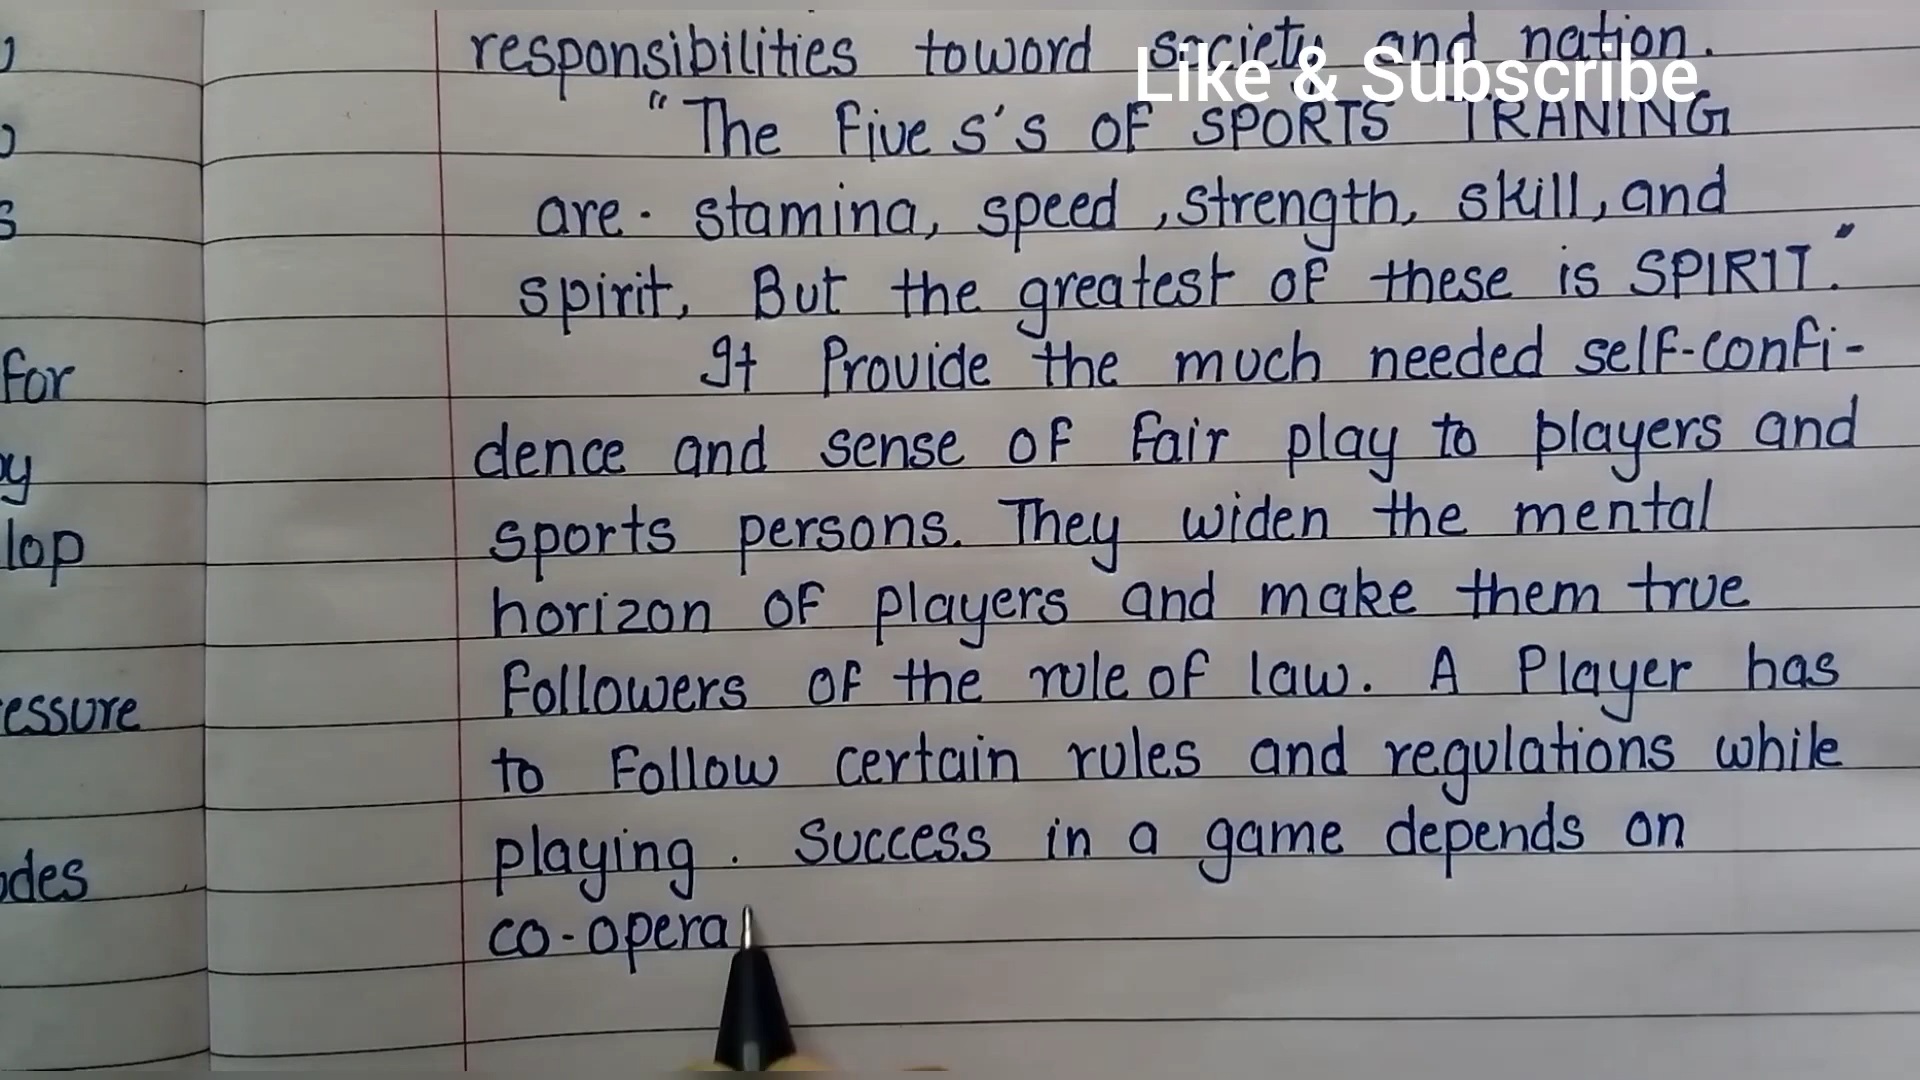 responsibilities toword society and nation.
Like & Subscribe
"The Five S's OF SPORTS TRANING
are. stamina, speed, strength, skill, and
spirit, But the greatest of these is SPIRIT."
It Provide the much needed self-confi-
dence and sense of fair play to players and
sports persons. They widen the mental
horizon of players and make them true
followers of the rule of law. A Player has
to follow certain rules and regulations while
playing. Success in a game depends on
co-opera
for
lop
essure